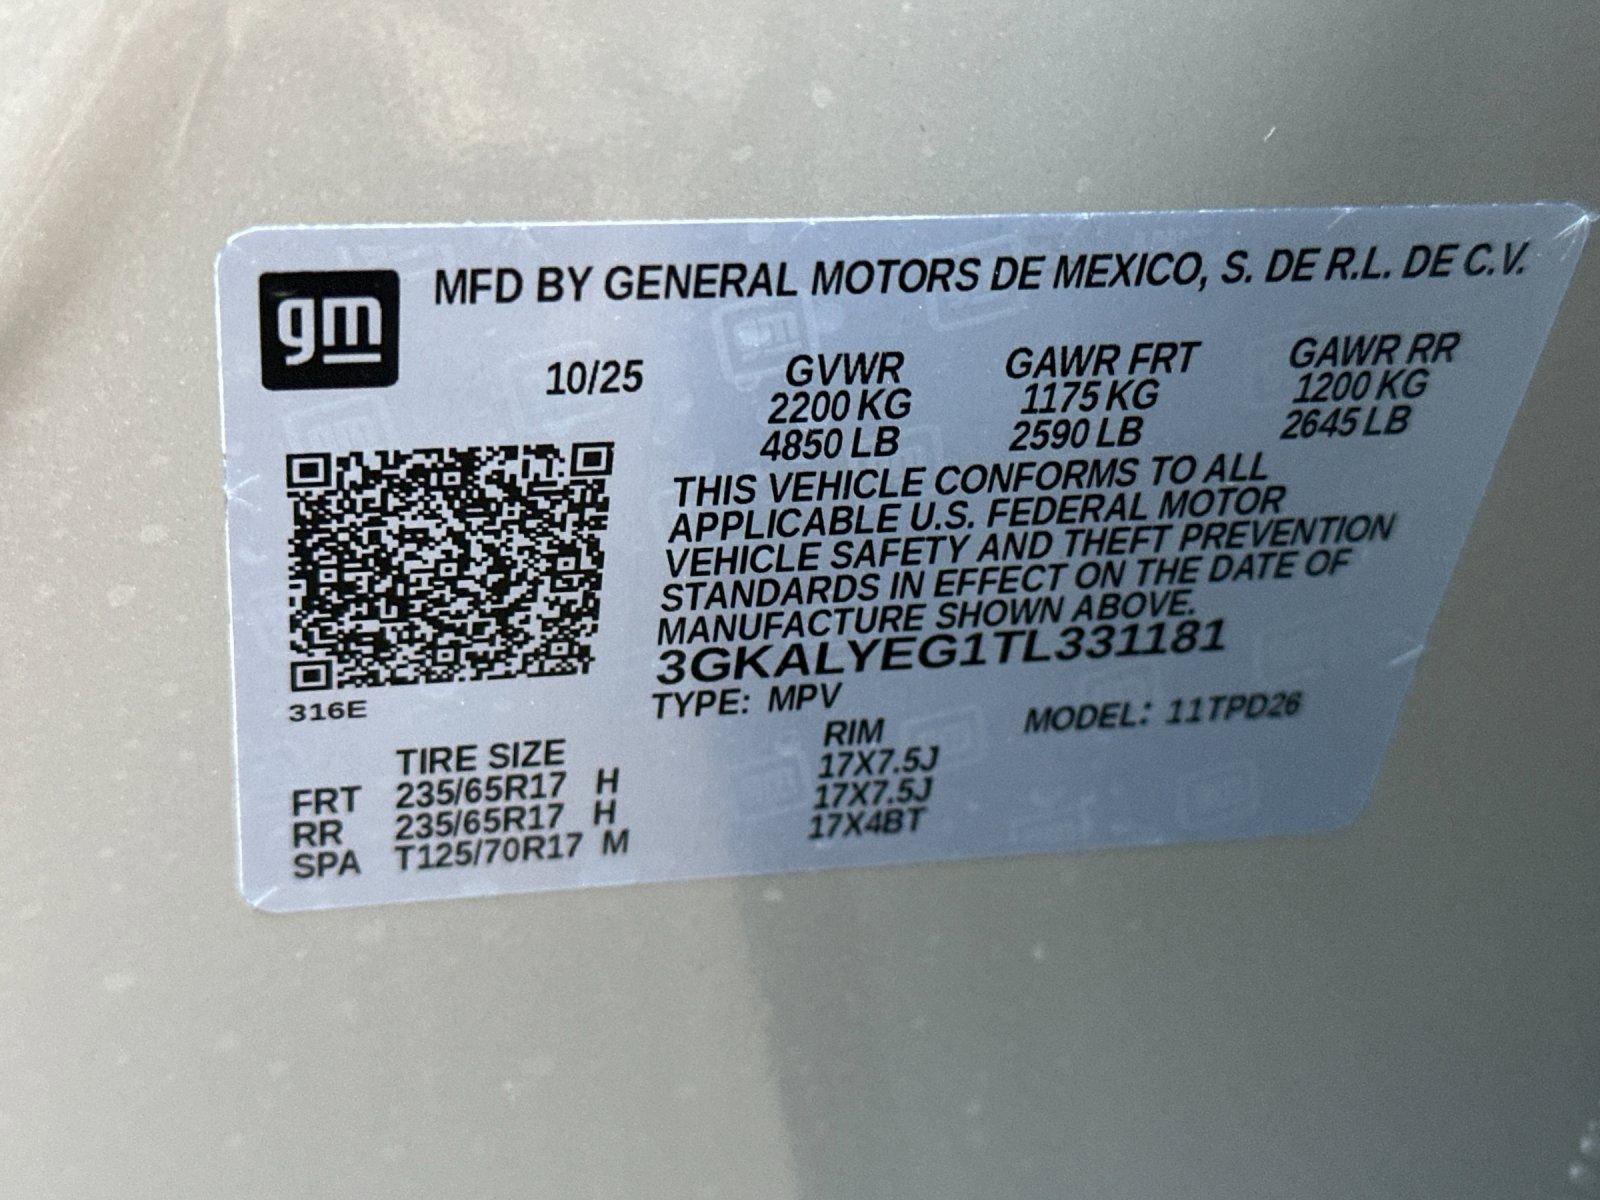 gm
MFD BY GENERAL MOTORS DE MEXICO, S. DE R.L. DE C.V.
10/25 GVWR GAWR FRT GAWR RR
2200 KG 1175 KG 1200 KG
4850 LB 2590 LB 2645 LB
THIS VEHICLE CONFORMS TO ALL
APPLICABLE U.S. FEDERAL MOTOR
VEHICLE SAFETY AND THEFT PREVENTION
STANDARDS IN EFFECT ON THE DATE OF
MANUFACTURE SHOWN ABOVE.
3GKALYEG1TL331181
316E
TYPE: MPV MODEL: 11TPD26
TIRE SIZE RIM
FRT 235/65R17 H 17X7.5J
RR 235/65R17 H 17X7.5J
SPA T125/70R17 M 17X4BT